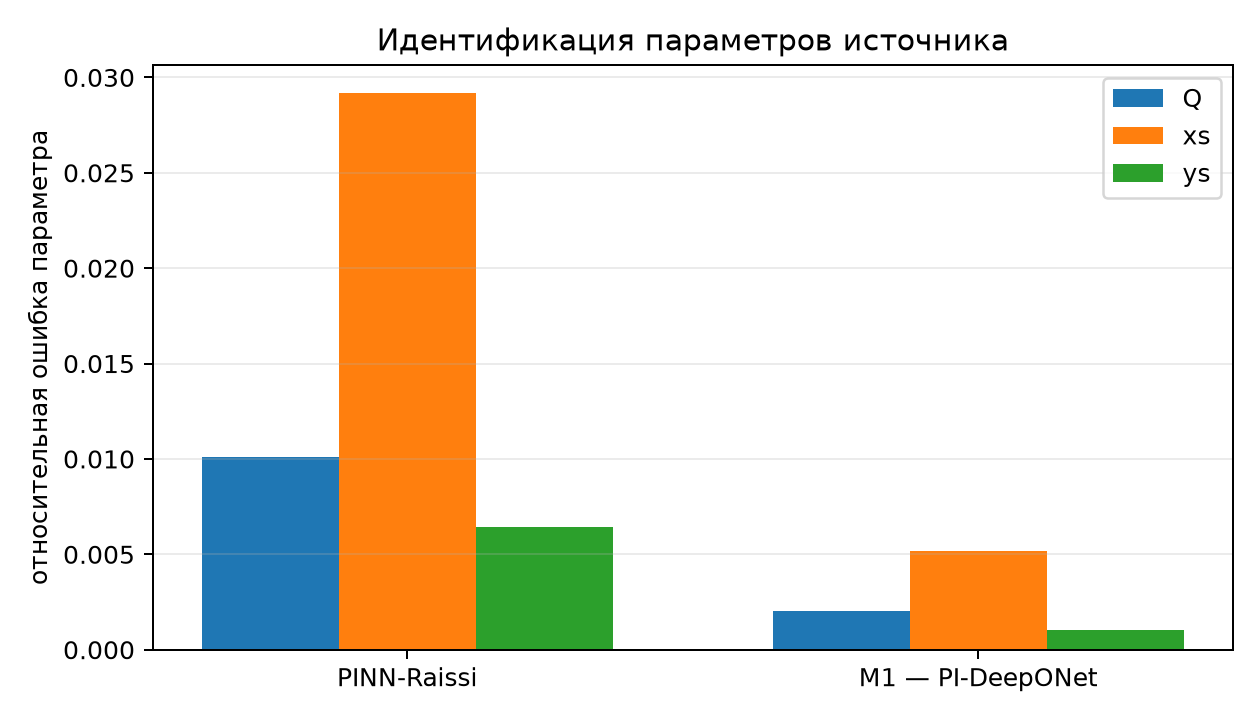 Идентификация параметров источника
относительная ошибка параметра
0.030
0.025
0.020
0.015
0.010
0.005
0.000
Q
xs
ys
PINN-Raissi
M1 — PI-DeepONet